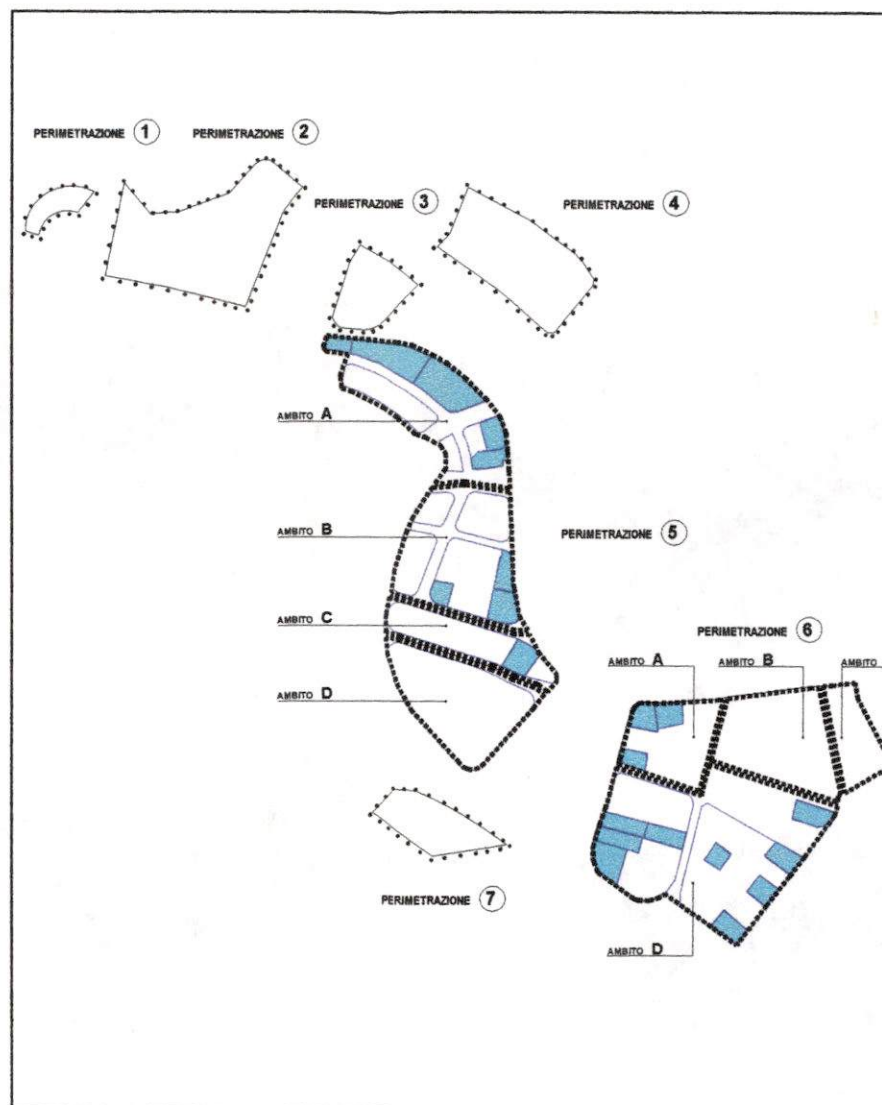 PERIMETRAZIONE 1
PERIMETRAZIONE 2
PERIMETRAZIONE 3
PERIMETRAZIONE 4
AMBITO A
AMBITO B
PERIMETRAZIONE 5
AMBITO C
PERIMETRAZIONE 6
AMBITO A
AMBITO B
AMBITO
AMBITO D
PERIMETRAZIONE 7
AMBITO D